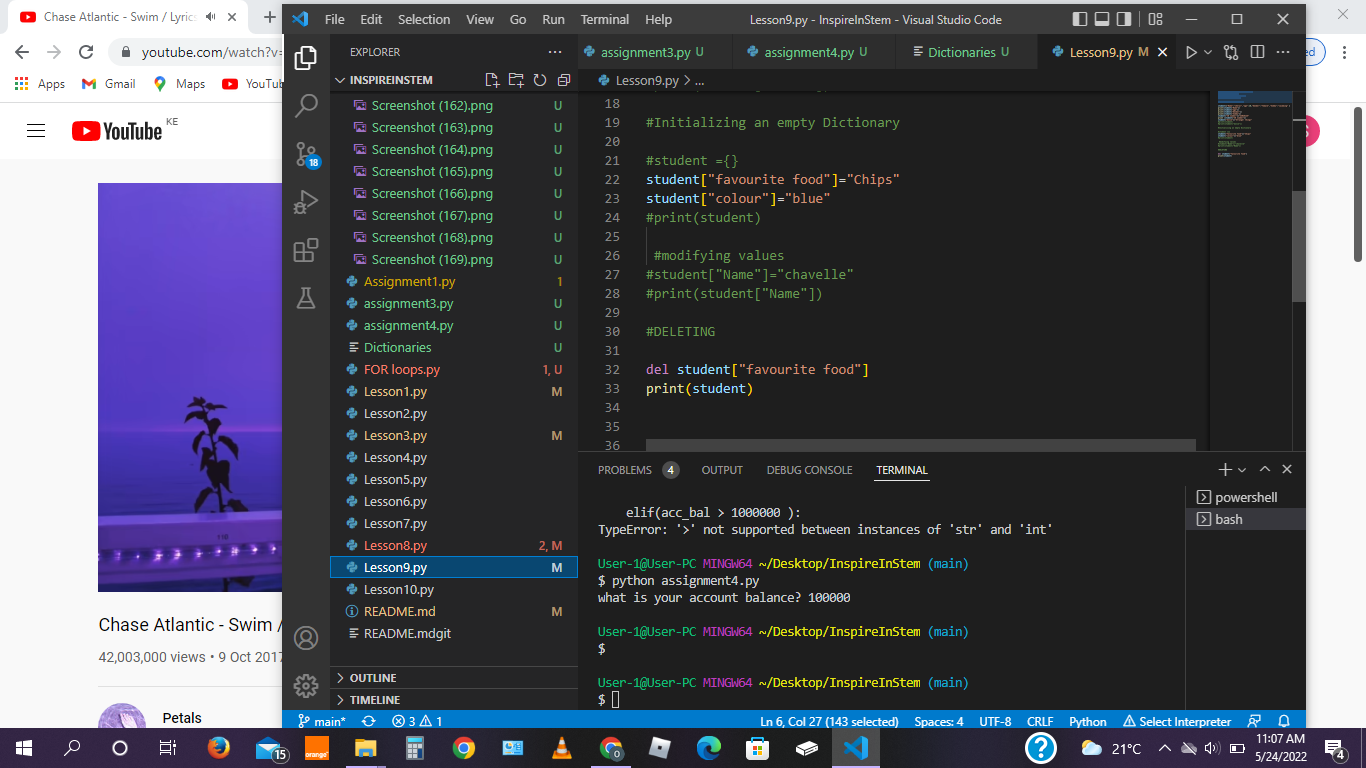 Chase Atlantic - Swim / Lyrics
youtube.com/watch?v=
Apps Gmail Maps YouTub
YouTube KE
Chase Atlantic - Swim /
42,003,000 views • 9 Oct 2017
Petals
File Edit Selection View Go Run Terminal Help
Lesson9.py - InspireInStem - Visual Studio Code
EXPLORER
INSPIREINSTEM
Screenshot (162).png U
Screenshot (163).png U
Screenshot (164).png U
Screenshot (165).png U
Screenshot (166).png U
Screenshot (167).png U
Screenshot (168).png U
Screenshot (169).png U
Assignment1.py 1
assignment3.py U
assignment4.py U
Dictionaries U
FOR loops.py 1, U
Lesson1.py M
Lesson2.py
Lesson3.py M
Lesson4.py
Lesson5.py
Lesson6.py
Lesson7.py
Lesson8.py 2, M
Lesson9.py M
Lesson10.py
README.md M
README.mdgit
OUTLINE
TIMELINE
18
assignment3.py U assignment4.py U Dictionaries U Lesson9.py M
Lesson9.py > ...
18
19 #Initializing an empty Dictionary
20
21 #student ={}
22 student["favourite food"]="Chips"
23 student["colour"]="blue"
24 #print(student)
25
26 #modifying values
27 #student["Name"]="chavelle"
28 #print(student["Name"])
29
30 #DELETING
31
32 del student["favourite food"]
33 print(student)
34
35
36
PROBLEMS 4 OUTPUT DEBUG CONSOLE TERMINAL
elif(acc_bal > 1000000 ):
TypeError: '>' not supported between instances of 'str' and 'int'
User-1@User-PC MINGW64 ~/Desktop/InspireInStem (main)
$ python assignment4.py
what is your account balance? 100000
User-1@User-PC MINGW64 ~/Desktop/InspireInStem (main)
$
User-1@User-PC MINGW64 ~/Desktop/InspireInStem (main)
$
powershell
bash
main* 3 1 Ln 6, Col 27 (143 selected) Spaces: 4 UTF-8 CRLF Python Select Interpreter
15 orange 21°C 11:07 AM
5/24/2022
4